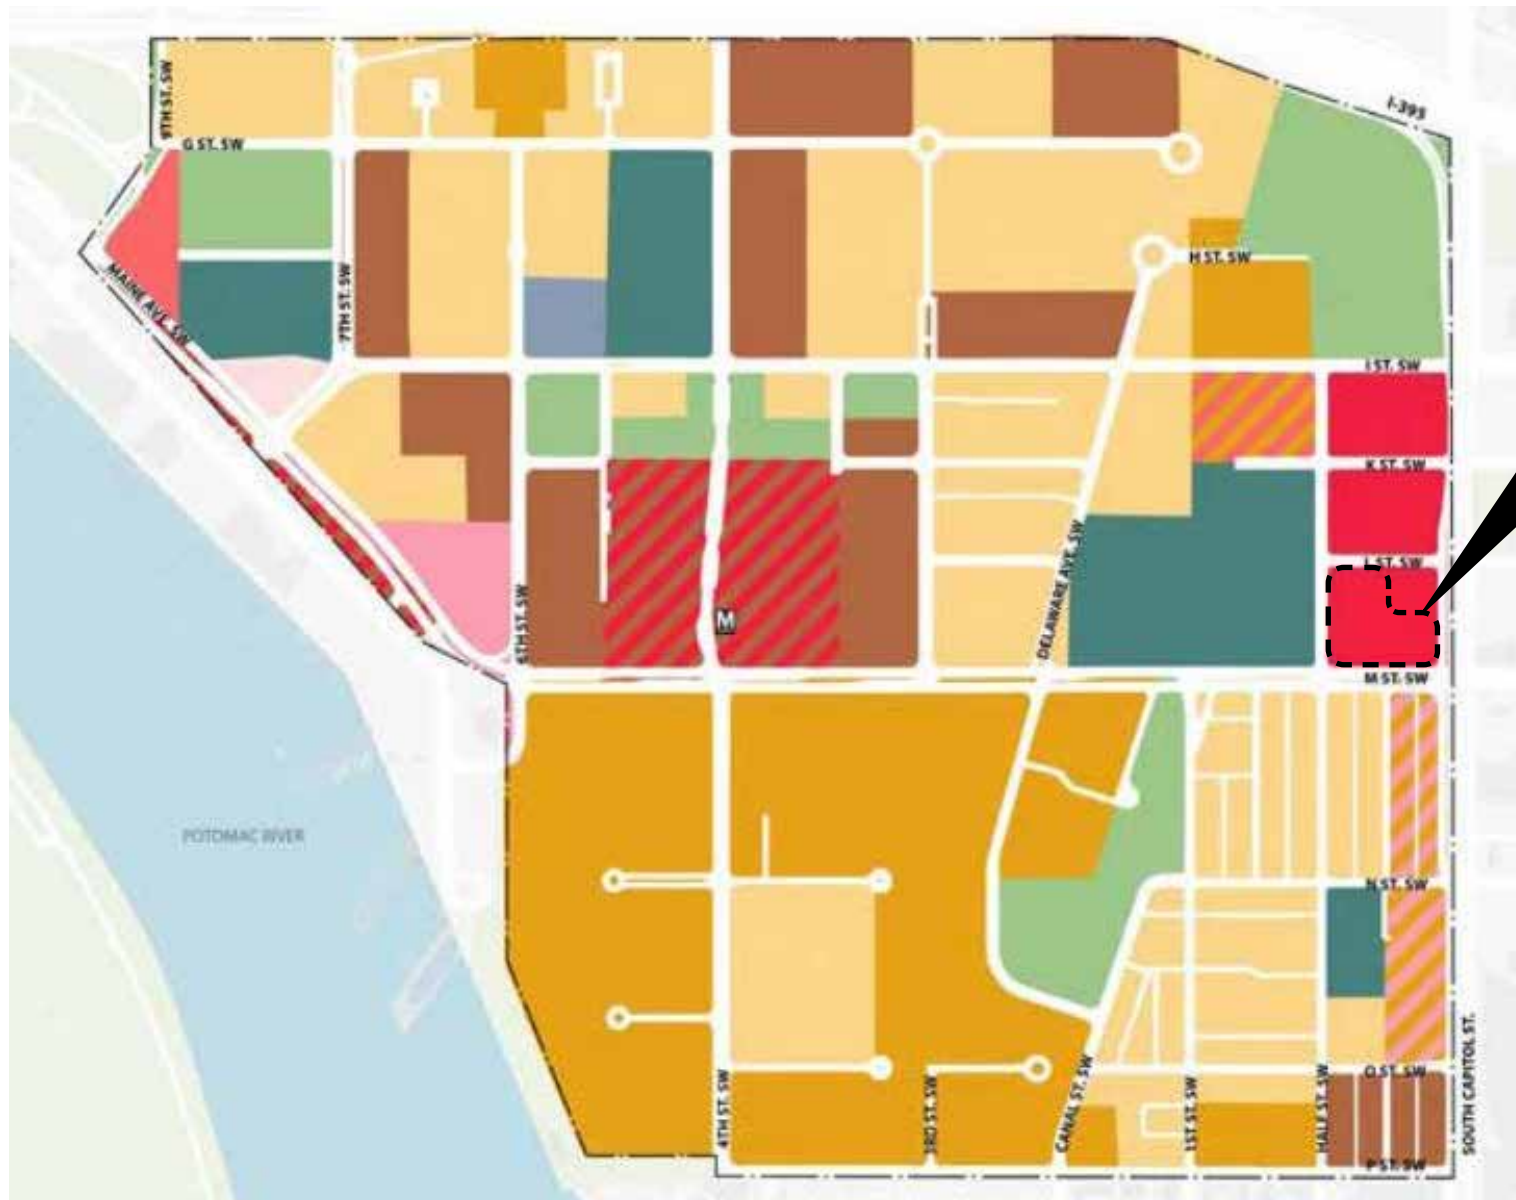 I-395
9TH ST. SW
G ST. SW
H ST. SW
MAINE AVE. SW
7TH ST. SW
I ST. SW
K ST. SW
L ST. SW
DELAWARE AVE. SW
6TH ST. SW
M
M ST. SW
POTOMAC RIVER
N ST. SW
SOUTH CAPITOL ST.
O ST. SW
4TH ST. SW
3RD ST. SW
CANAL ST. SW
1ST ST. SW
HALF ST. SW
P ST. SW